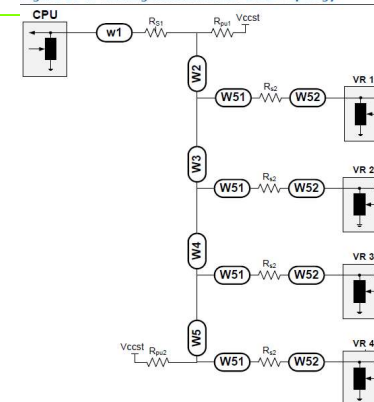 CPU
w1
RS1
Rpu1
Vccst
W2
W51
Rs2
W52
VR 1
W3
W51
Rs2
W52
VR 2
W4
W51
Rs2
W52
VR 3
W5
Vccst
Rpu2
W51
Rs2
W52
VR 4